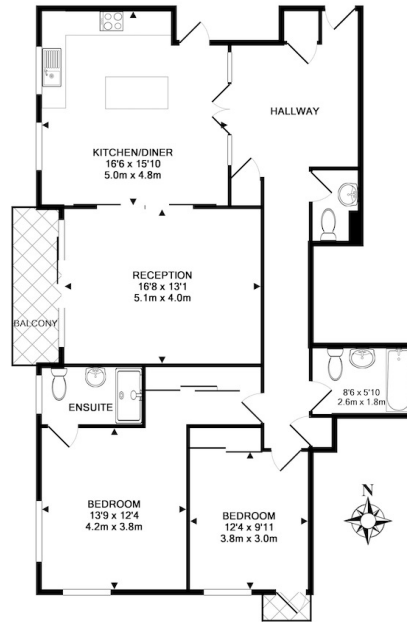 HALLWAY
KITCHEN/DINER
16'6 x 15'10
5.0m x 4.8m
RECEPTION
16'8 x 13'1
5.1m x 4.0m
BALCONY
8'6 x 5'10
2.6m x 1.8m
ENSUITE
BEDROOM
13'9 x 12'4
4.2m x 3.8m
BEDROOM
12'4 x 9'11
3.8m x 3.0m
N